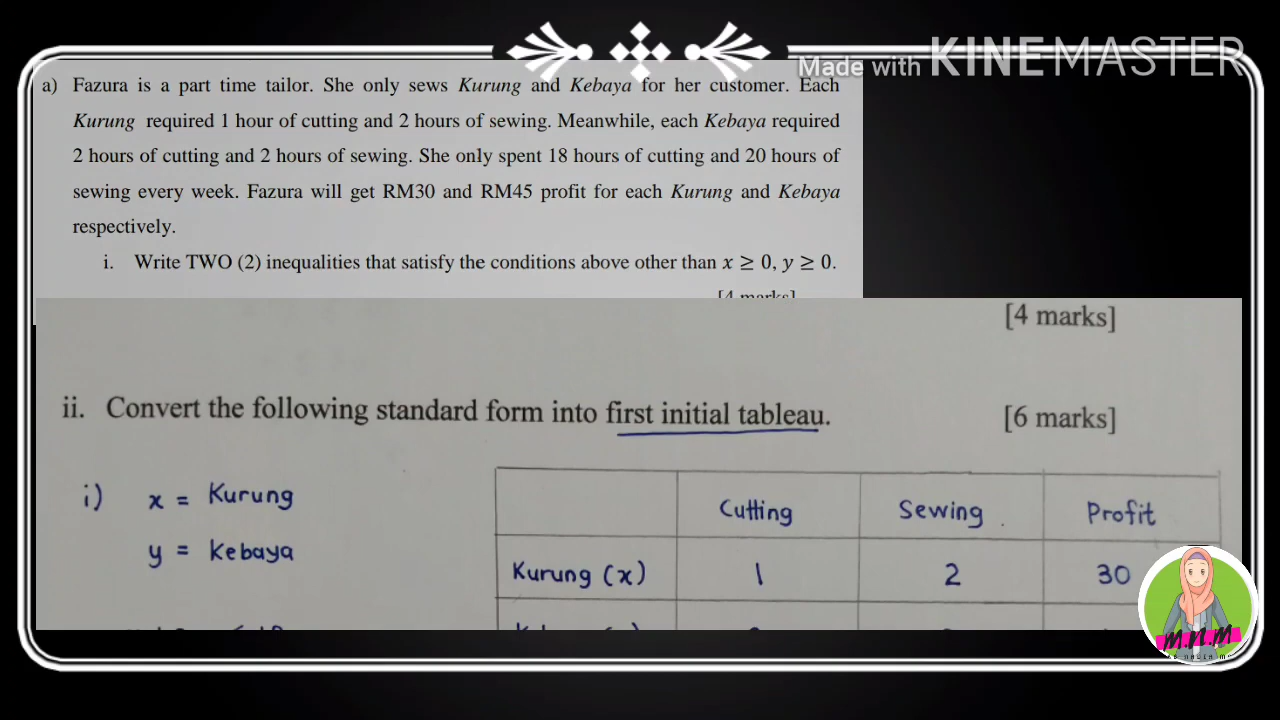 Made with KINEMASTER
a) Fazura is a part time tailor. She only sews Kurung and Kebaya for her customer. Each
Kurung required 1 hour of cutting and 2 hours of sewing. Meanwhile, each Kebaya required
2 hours of cutting and 2 hours of sewing. She only spent 18 hours of cutting and 20 hours of
sewing every week. Fazura will get RM30 and RM45 profit for each Kurung and Kebaya
respectively.
i. Write TWO (2) inequalities that satisfy the conditions above other than x ≥ 0, y ≥ 0.
[4 marks]
[4 marks]
ii. Convert the following standard form into first initial tableau. [6 marks]
i) x = Kurung
y = Kebaya
Cutting Sewing Profit
Kurung (x) 1 2 30
M.N.M